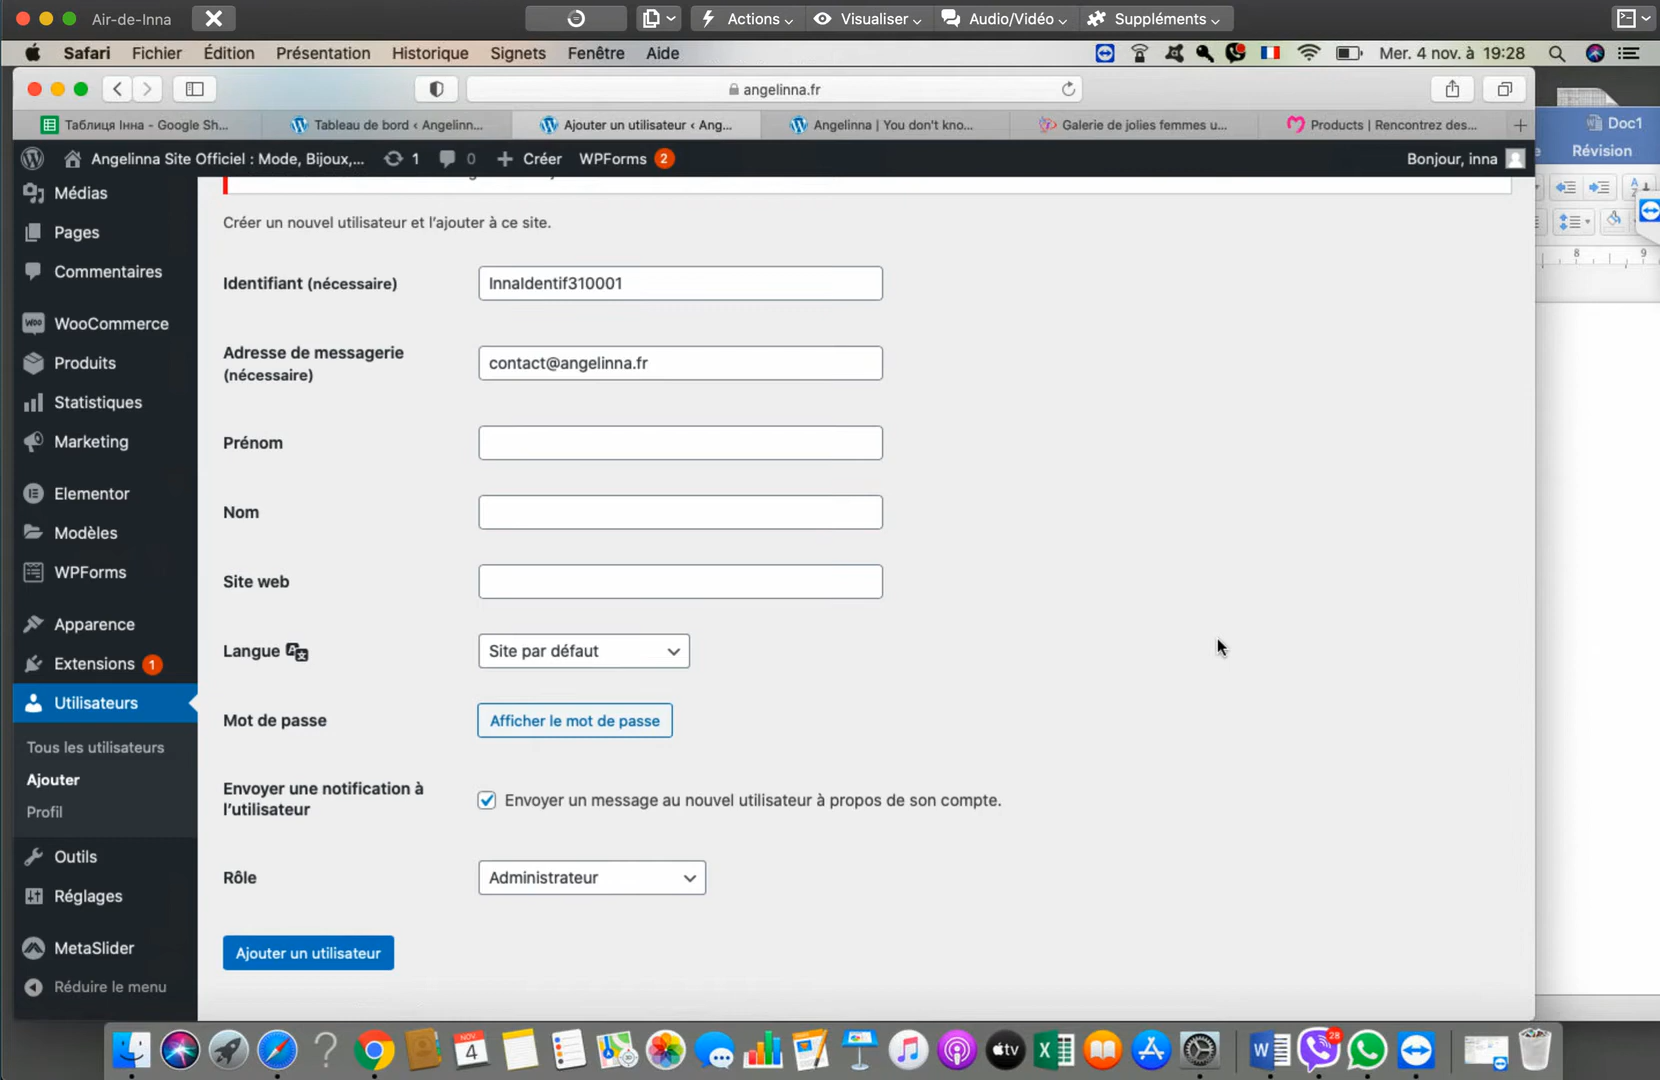 Air-de-Inna
Actions
Visualiser
Audio/Vidéo
Suppléments
Safari Fichier Édition Présentation Historique Signets Fenêtre Aide
Mer. 4 nov. à 19:28
angelinna.fr
Таблиця Інна - Google Sh...
Tableau de bord ‹ Angelinn...
Ajouter un utilisateur ‹ Ang...
Angelinna | You don't kno...
Galerie de jolies femmes u...
Products | Rencontrez des...
Doc1
Révision
Angelinna Site Officiel : Mode, Bijoux,...
1
0
Créer
WPForms 2
Bonjour, inna
Médias
Pages
Commentaires
WooCommerce
Produits
Statistiques
Marketing
Elementor
Modèles
WPForms
Apparence
Extensions 1
Utilisateurs
Tous les utilisateurs
Ajouter
Profil
Outils
Réglages
MetaSlider
Réduire le menu
Créer un nouvel utilisateur et l'ajouter à ce site.
Identifiant (nécessaire)
InnaIdentif310001
Adresse de messagerie
(nécessaire)
contact@angelinna.fr
Prénom
Nom
Site web
Langue
Site par défaut
Mot de passe
Afficher le mot de passe
Envoyer une notification à
l'utilisateur
Envoyer un message au nouvel utilisateur à propos de son compte.
Rôle
Administrateur
Ajouter un utilisateur
8
9
NOV
4
tv
28